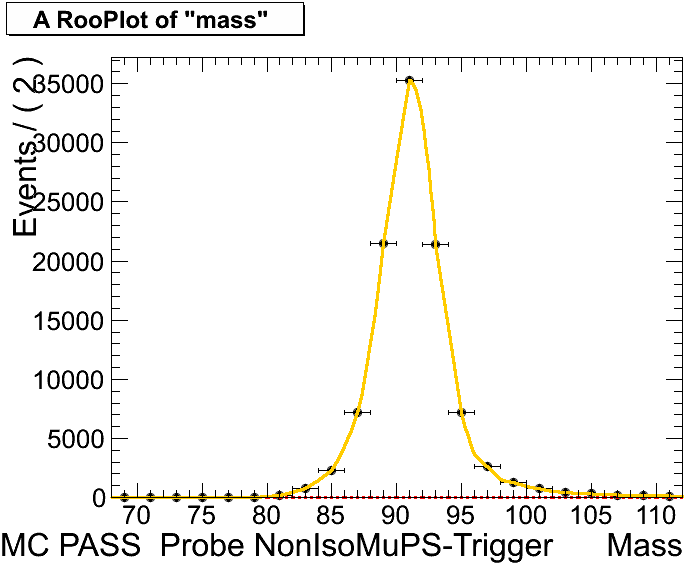 A RooPlot of "mass"
Events / ( 2 )
35000
30000
25000
20000
15000
10000
5000
0
70 75 80 85 90 95 100 105 110
MC PASS Probe NonIsoMuPS-Trigger Mass